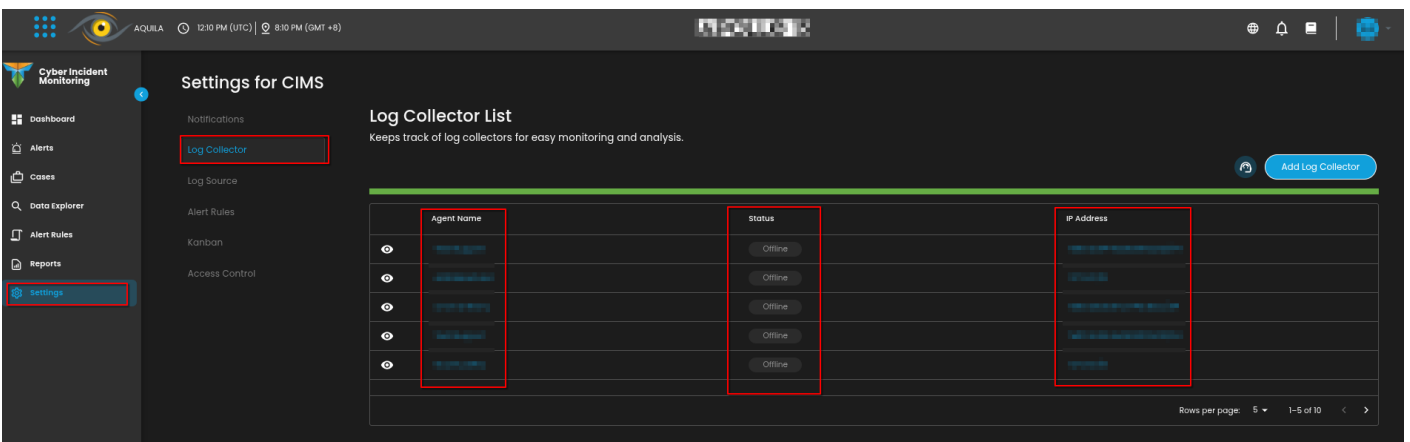 AQUILA 12:10 PM (UTC) 8:10 PM (GMT +8)
Cyber Incident
Monitoring
Dashboard
Alerts
Cases
Data Explorer
Alert Rules
Reports
Settings
Settings for CIMS
Notifications
Log Collector
Log Source
Alert Rules
Kanban
Access Control
Log Collector List
Keeps track of log collectors for easy monitoring and analysis.
Add Log Collector
Agent Name Status IP Address
Offline
Offline
Offline
Offline
Offline
Rows per page: 5 1–5 of 10